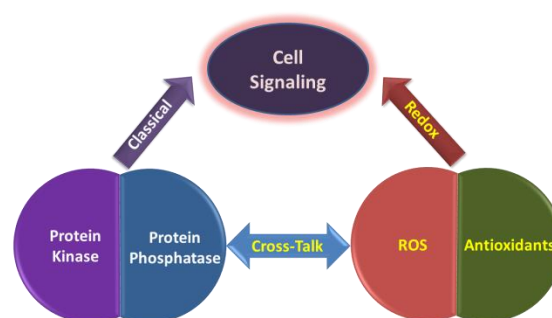 Cell
Signaling
Classical
Redox
Protein
Kinase
Protein
Phosphatase
Cross-Talk
ROS
Antioxidants